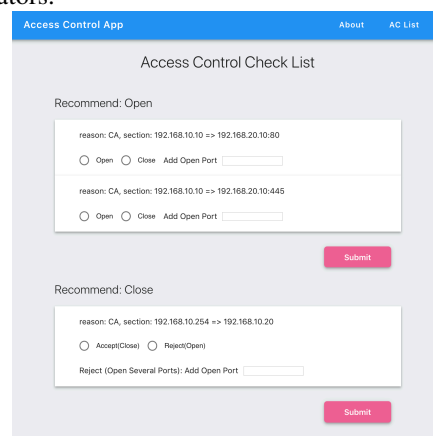 ators.
Access Control App About AC List
Access Control Check List
Recommend: Open
reason: CA, section: 192.168.10.10 => 192.168.20.10:80
Open Close Add Open Port
reason: CA, section: 192.168.10.10 => 192.168.20.10:445
Open Close Add Open Port
Submit
Recommend: Close
reason: CA, section: 192.168.10.254 => 192.168.10.20
Accept(Close) Reject(Open)
Reject (Open Several Ports): Add Open Port
Submit